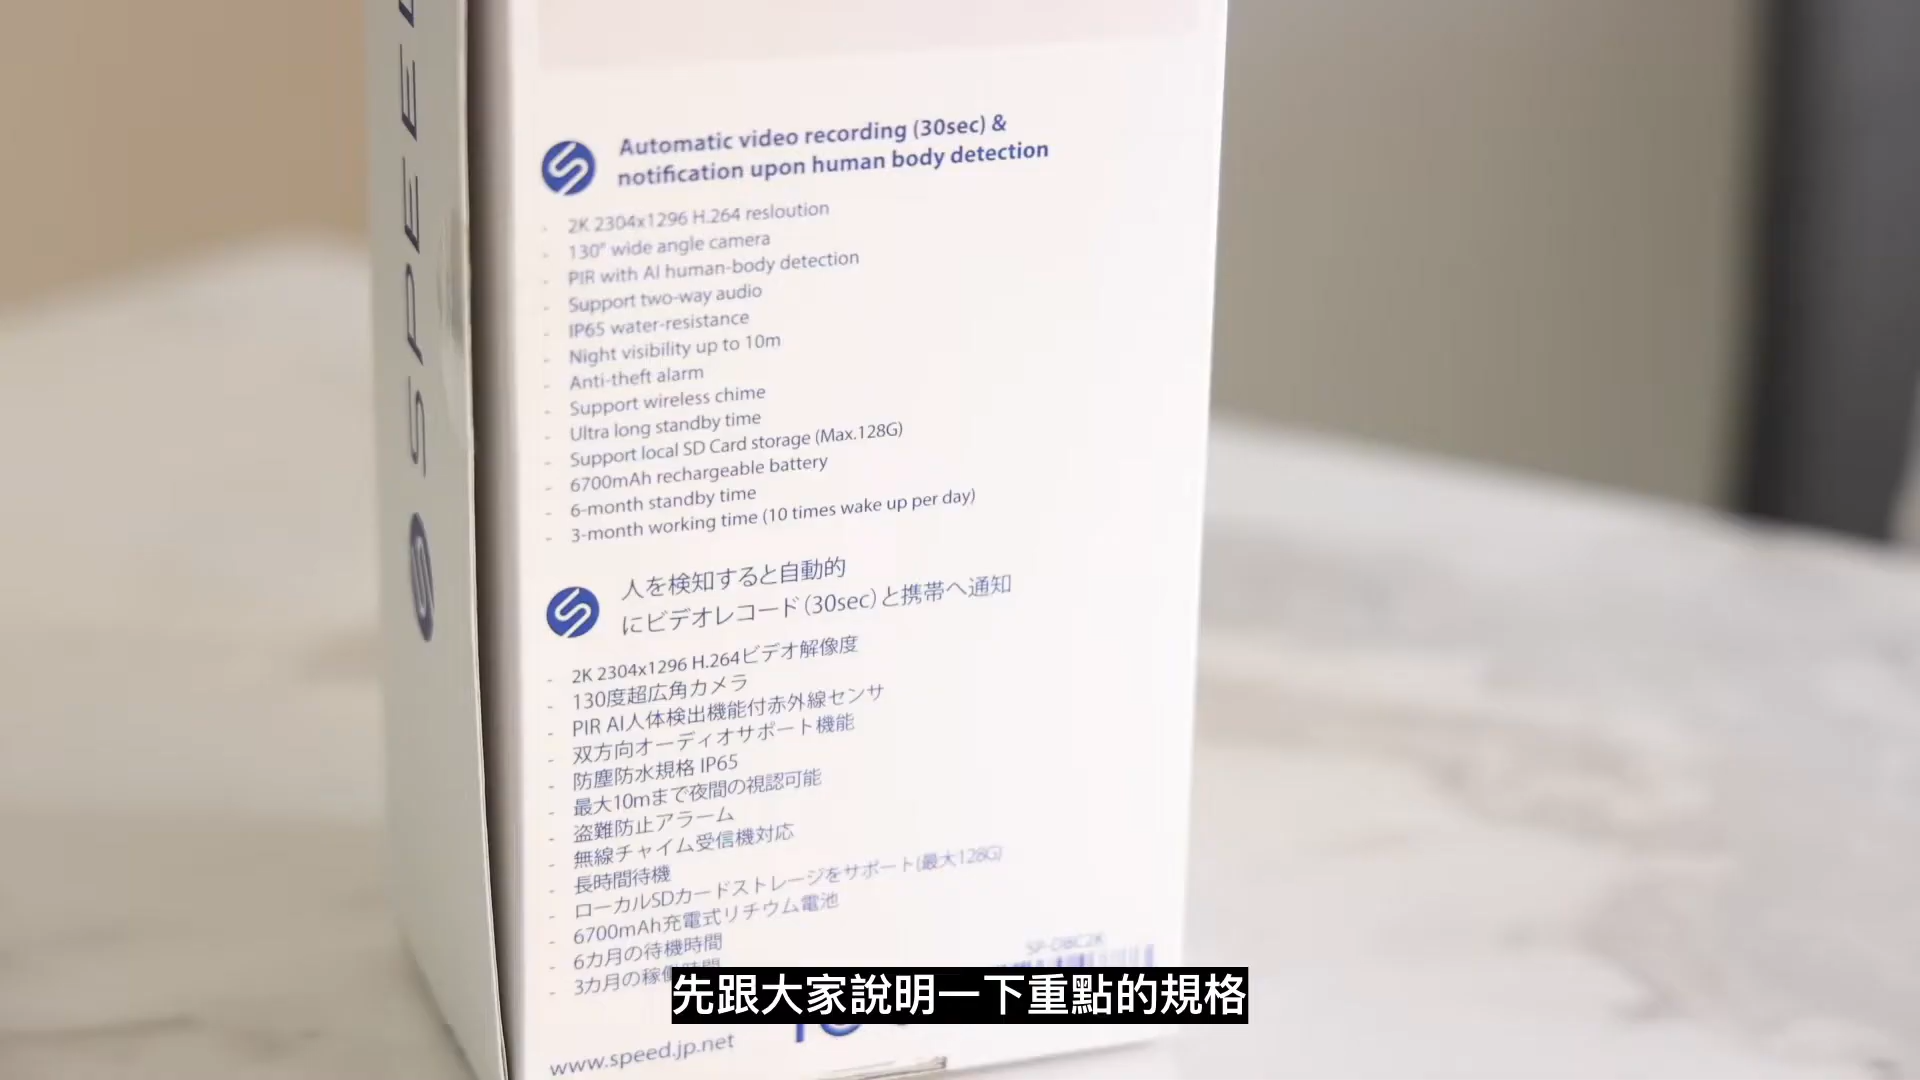 SPEED
Automatic video recording (30sec) &
notification upon human body detection
- 2K 2304x1296 H.264 resloution
- 130° wide angle camera
- PIR with AI human-body detection
- Support two-way audio
- IP65 water-resistance
- Night visibility up to 10m
- Anti-theft alarm
- Support wireless chime
- Ultra long standby time
- Support local SD Card storage (Max.128G)
- 6700mAh rechargeable battery
- 6-month standby time
- 3-month working time (10 times wake up per day)
人を検知すると自動的
にビデオレコード（30sec）と携帯へ通知
- 2K 2304x1296 H.264ビデオ解像度
- 130度超広角カメラ
- PIR AI人体検出機能付赤外線センサ
- 双方向オーディオサポート機能
- 防塵防水規格 IP65
- 最大10mまで夜間の視認可能
- 盗難防止アラーム
- 無線チャイム受信機対応
- 長時間待機
- ローカルSDカードストレージをサポート(最大128G)
- 6700mAh充電式リチウム電池
- 6カ月の待機時間
- 3カ月の稼働時間
SP-DBC2K
先跟大家說明一下重點的規格
www.speed.jp.net